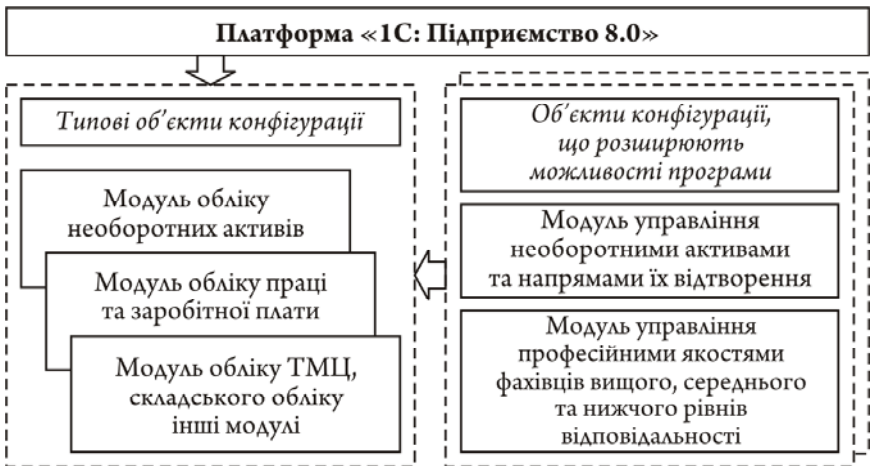 Платформа «1С: Підприємство 8.0»
Типові об’єкти конфігурації
Модуль обліку
необоротних активів
Модуль обліку праці
та заробітної плати
Модуль обліку ТМЦ,
складського обліку
інші модулі
Об’єкти конфігурації,
що розширюють
можливості програми
Модуль управління
необоротними активами
та напрямами їх відтворення
Модуль управління
професійними якостями
фахівців вищого, середнього
та нижчого рівнів
відповідальності